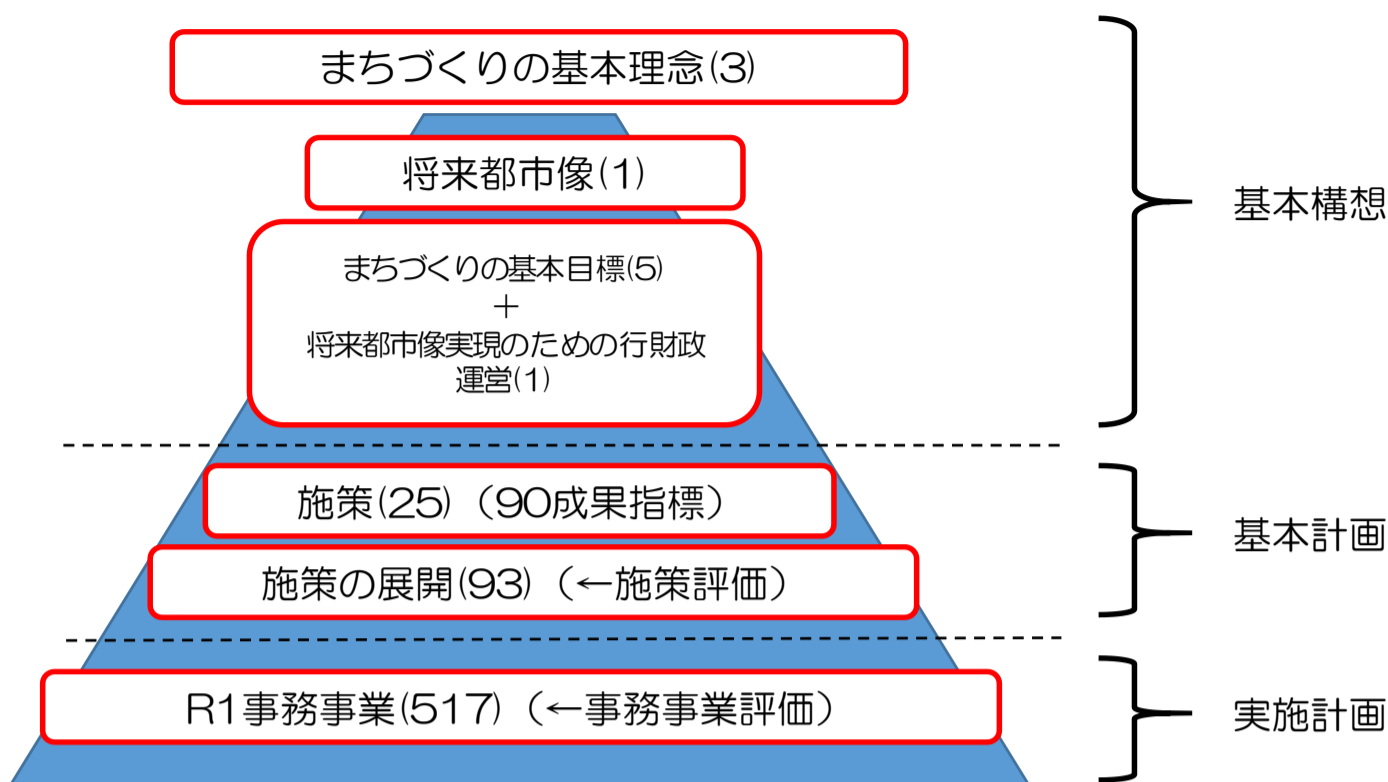 まちづくりの基本理念(3)
将来都市像(1)
まちづくりの基本目標(5)
＋
将来都市像実現のための行財政
運営(1)
基本構想
施策(25)（90成果指標）
施策の展開(93)（←施策評価）
基本計画
R1事務事業(517)（←事務事業評価）
実施計画